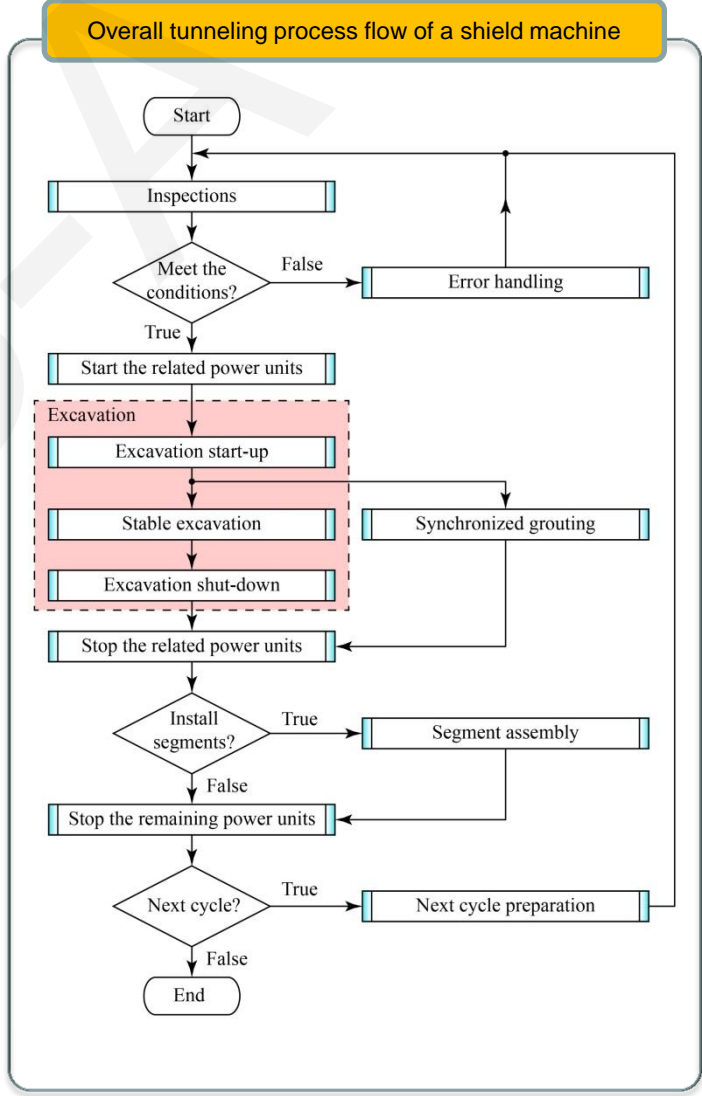 Overall tunneling process flow of a shield machine
Start
Inspections
Meet the
conditions?
False
Error handling
True
Start the related power units
Excavation
Excavation start-up
Stable excavation
Synchronized grouting
Excavation shut-down
Stop the related power units
Install
segments?
True
Segment assembly
False
Stop the remaining power units
Next cycle?
True
Next cycle preparation
False
End